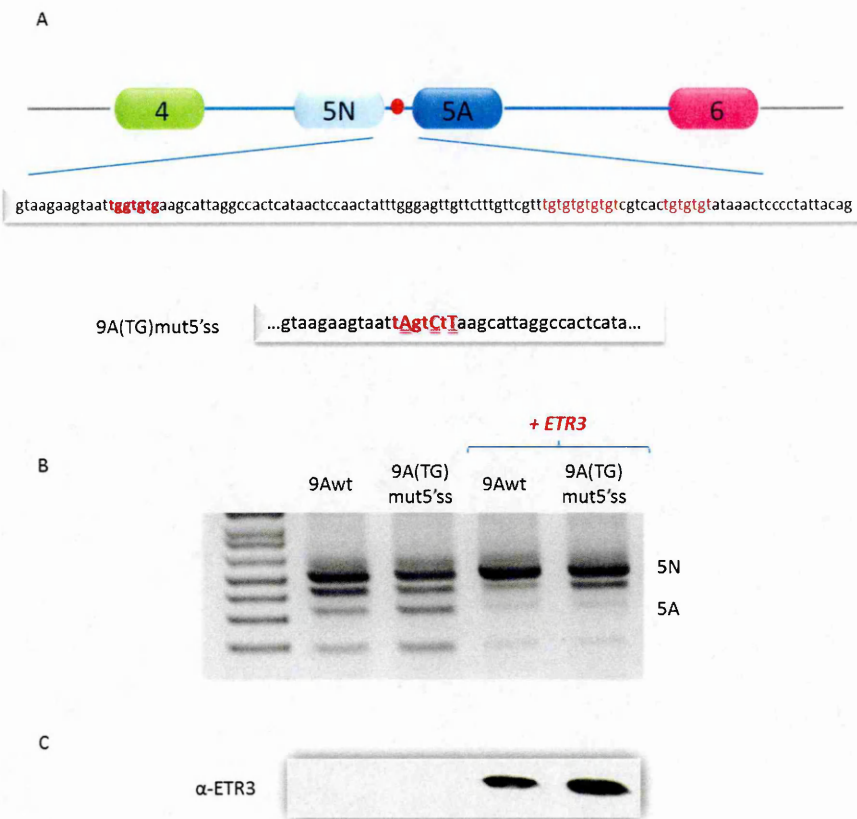 A
4 5N 5A 6
gtaagaagtaattggtgtgaagcattaggccactcataactccaactatttgggagttgttctttgttcgttttgtgtgtgtgtcgtcactgtgtgtataaactcccctattacag
9A(TG)mut5'ss ...gtaagaagtaattAgtCtTaagcattaggccactcata...
+ ETR3
B
9Awt 9A(TG) mut5'ss 9Awt 9A(TG) mut5'ss
5N
5A
C
α-ETR3